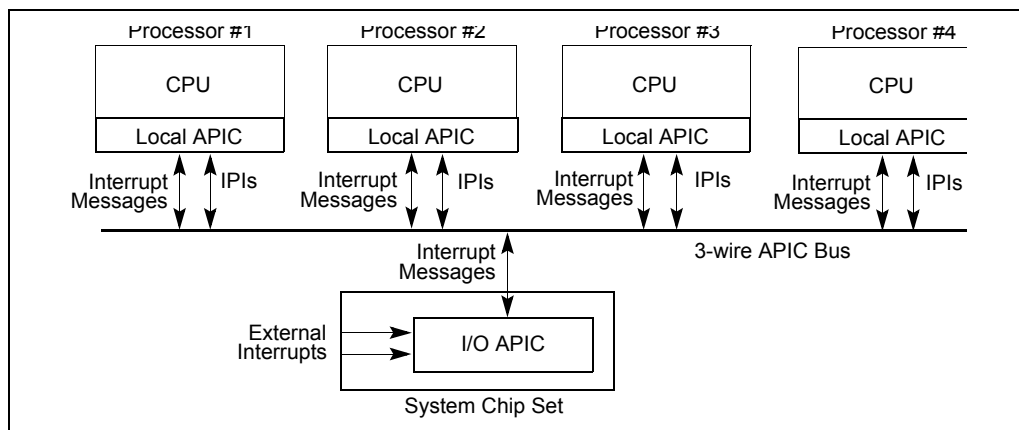 Processor #1
Processor #2
Processor #3
Processor #4
CPU
CPU
CPU
CPU
Local APIC
Local APIC
Local APIC
Local APIC
Interrupt
Messages
IPIs
Interrupt
Messages
IPIs
Interrupt
Messages
IPIs
Interrupt
Messages
IPIs
Interrupt
Messages
3-wire APIC Bus
External
Interrupts
I/O APIC
System Chip Set